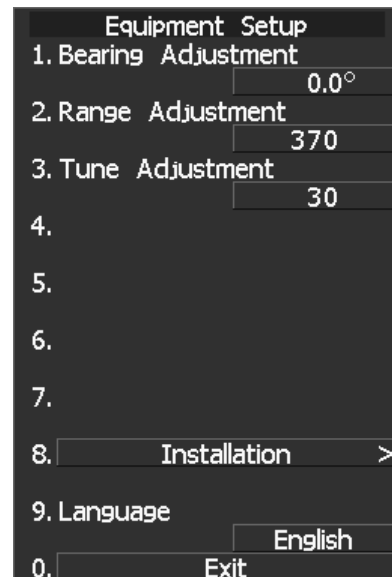 Equipment Setup
1. Bearing Adjustment
0.0°
2. Range Adjustment
370
3. Tune Adjustment
30
4.
5.
6.
7.
8. Installation >
9. Language
English
0. Exit